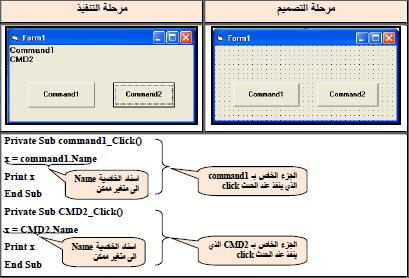 مرحلة التصميم
مرحلة التنفيذ
Form1
Command1
Command2
Form1
Command1
CMD2
Command1
Command2
Private Sub command1_Click()
x = command1.Name
Print x
End Sub
اسناد الخاصية Name
الى متغير ممكن
الجزء الخاص بـ command1
الذي ينفذ عند الحدث click
Private Sub CMD2_Click()
x = CMD2.Name
Print x
End Sub
اسناد الخاصية Name
الى متغير ممكن
الجزء الخاص بـ CMD2 الذي
ينفذ عند الحدث click